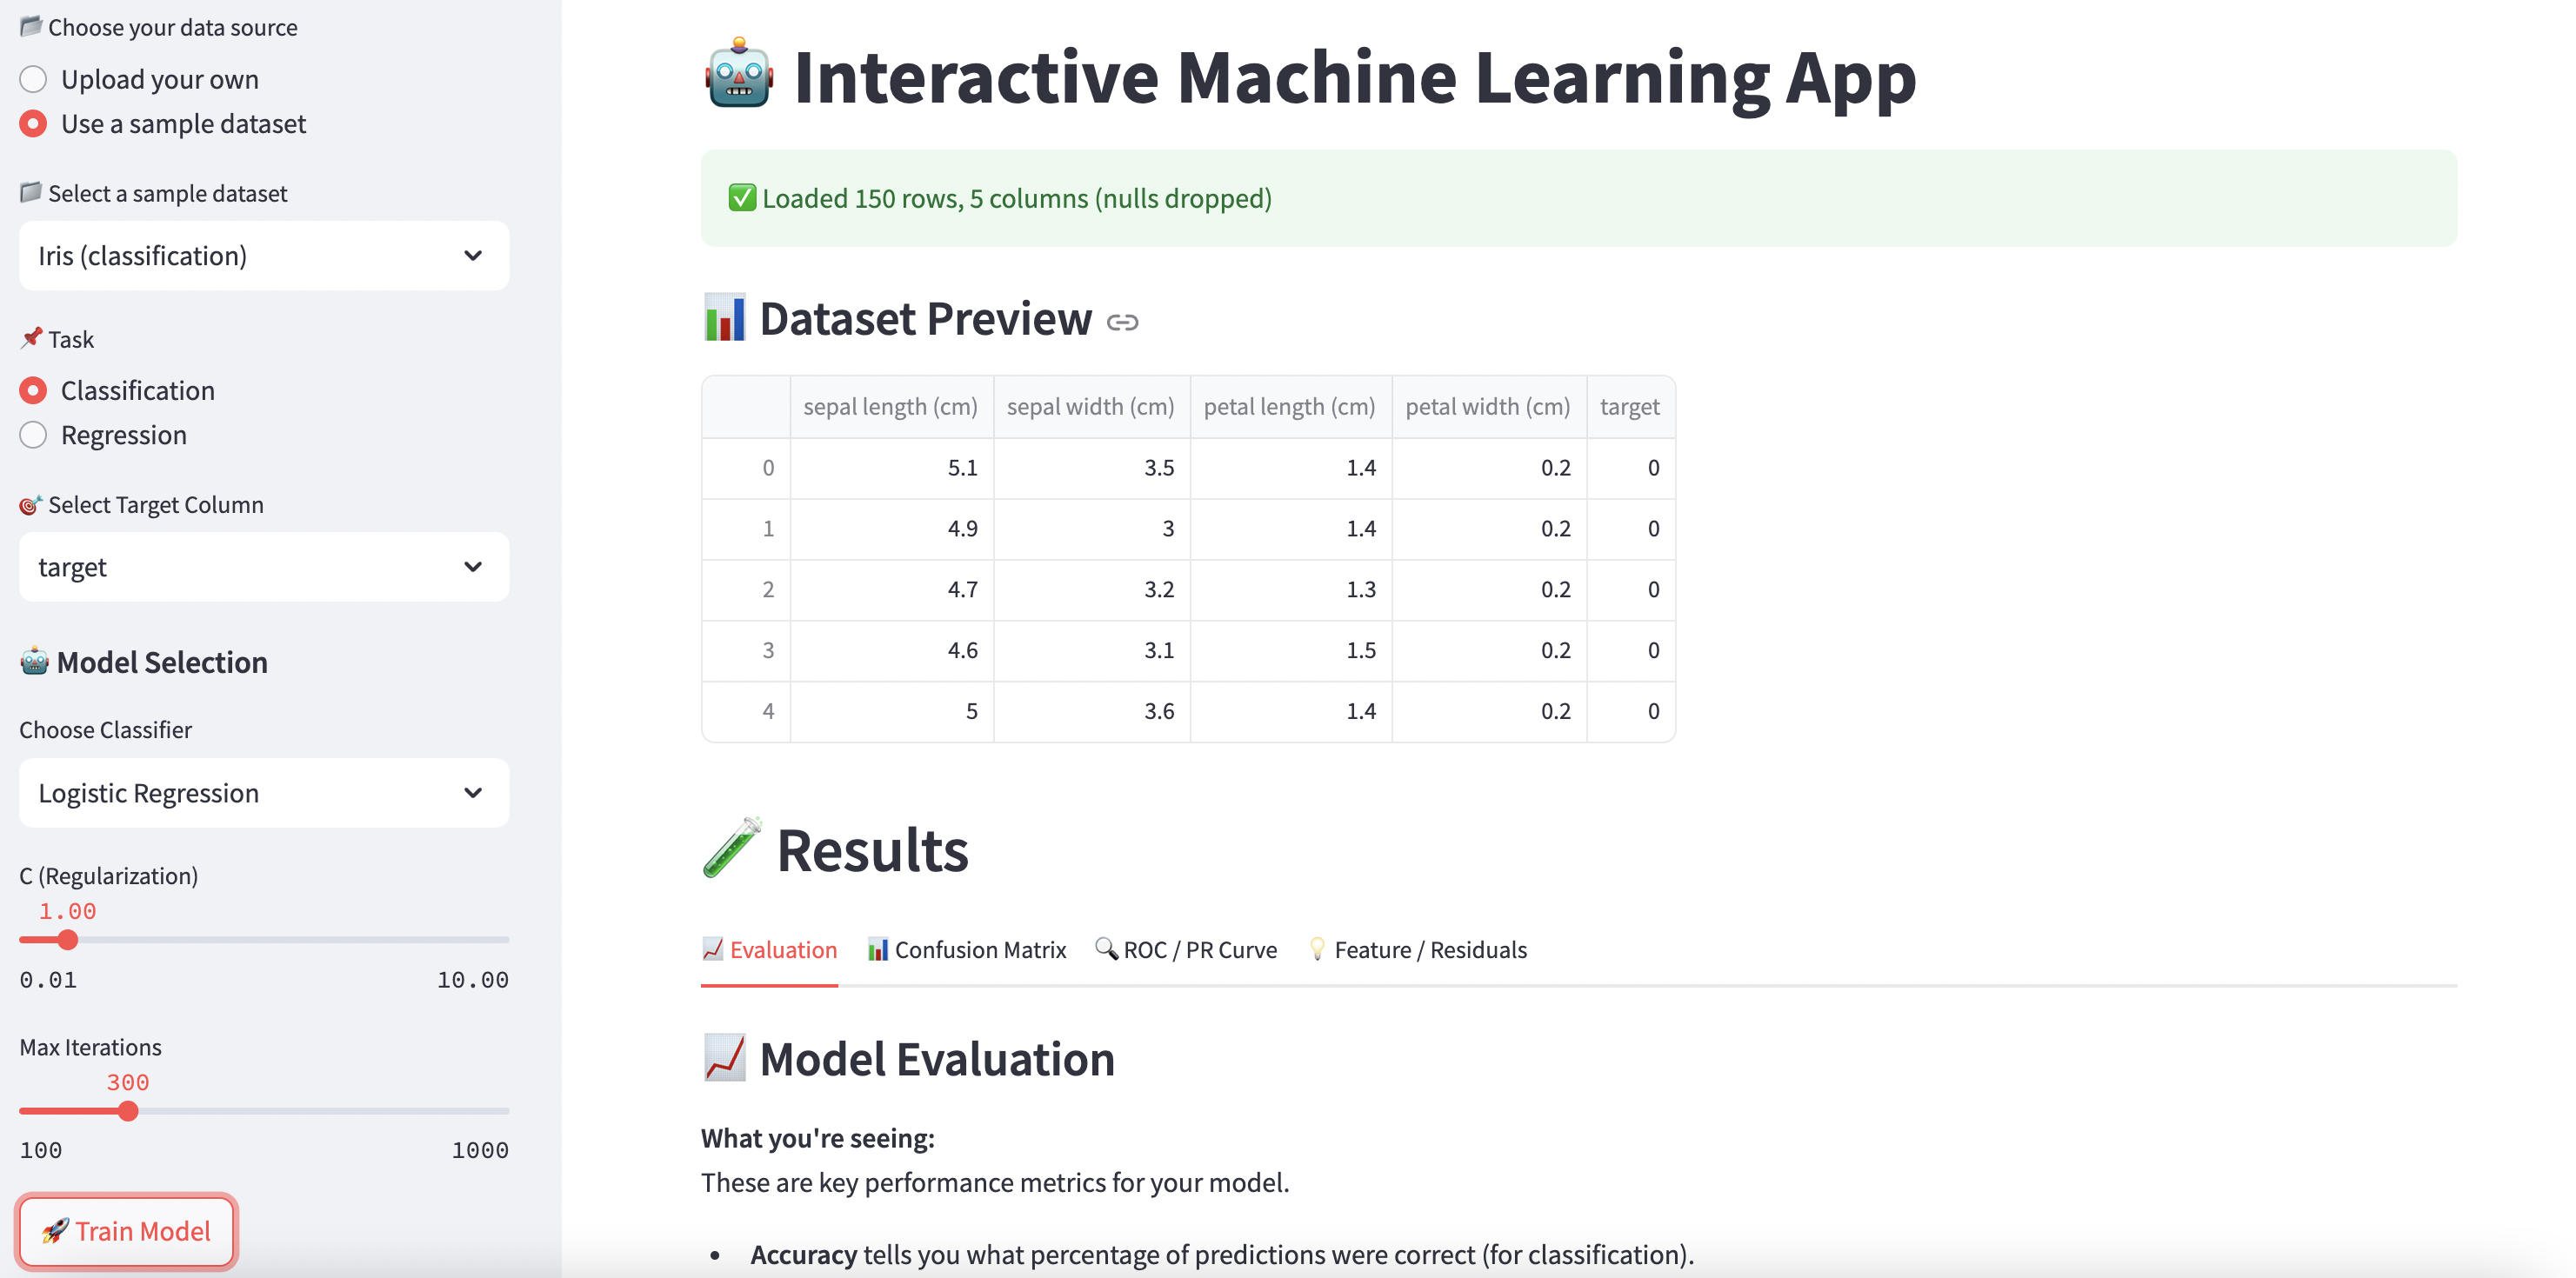 Choose your data source
Upload your own
Use a sample dataset
Select a sample dataset
Iris (classification)
Task
Classification
Regression
Select Target Column
target
Model Selection
Choose Classifier
Logistic Regression
C (Regularization)
1.00
0.01 10.00
Max Iterations
300
100 1000
Train Model
Interactive Machine Learning App
Loaded 150 rows, 5 columns (nulls dropped)
Dataset Preview
sepal length (cm) sepal width (cm) petal length (cm) petal width (cm) target
0 5.1 3.5 1.4 0.2 0
1 4.9 3 1.4 0.2 0
2 4.7 3.2 1.3 0.2 0
3 4.6 3.1 1.5 0.2 0
4 5 3.6 1.4 0.2 0
Results
Evaluation Confusion Matrix ROC / PR Curve Feature / Residuals
Model Evaluation
What you're seeing:
These are key performance metrics for your model.
• Accuracy tells you what percentage of predictions were correct (for classification).